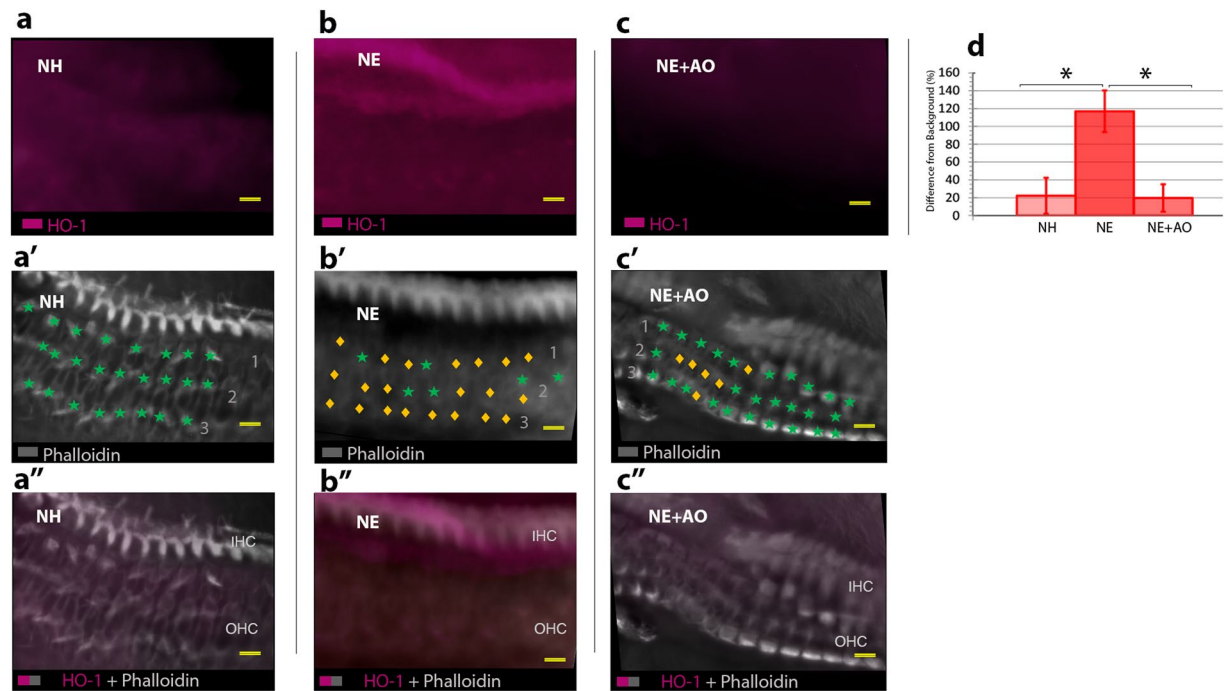 a
NH
HO-1
b
NE
HO-1
c
NE+AO
HO-1
d
Difference from Background (%)
160
140
120
100
80
60
40
20
0
* *
NH NE NE+AO
a'
NH
1
2
3
Phalloidin
b'
NE
1
2
3
Phalloidin
c'
NE+AO
1
2
3
Phalloidin
a"
NH
IHC
OHC
HO-1 + Phalloidin
b"
NE
IHC
OHC
HO-1 + Phalloidin
c"
NE+AO
IHC
OHC
HO-1 + Phalloidin